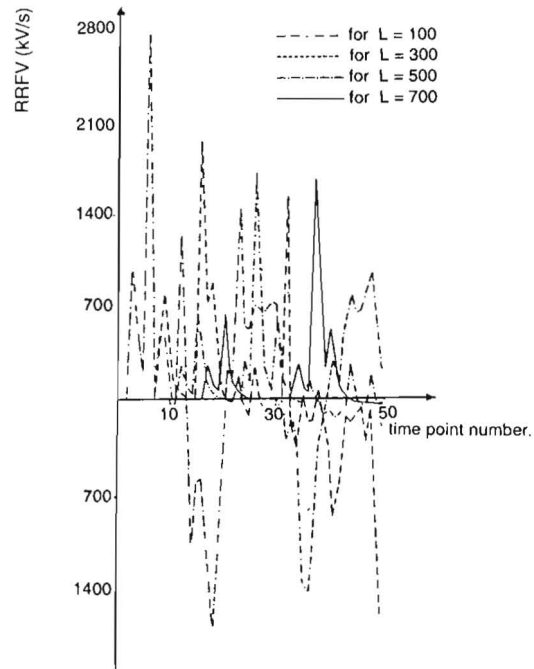 RRFV (kV/s)
2800
2100
1400
700
700
1400
for L = 100
for L = 300
for L = 500
for L = 700
10
30
50
time point number.